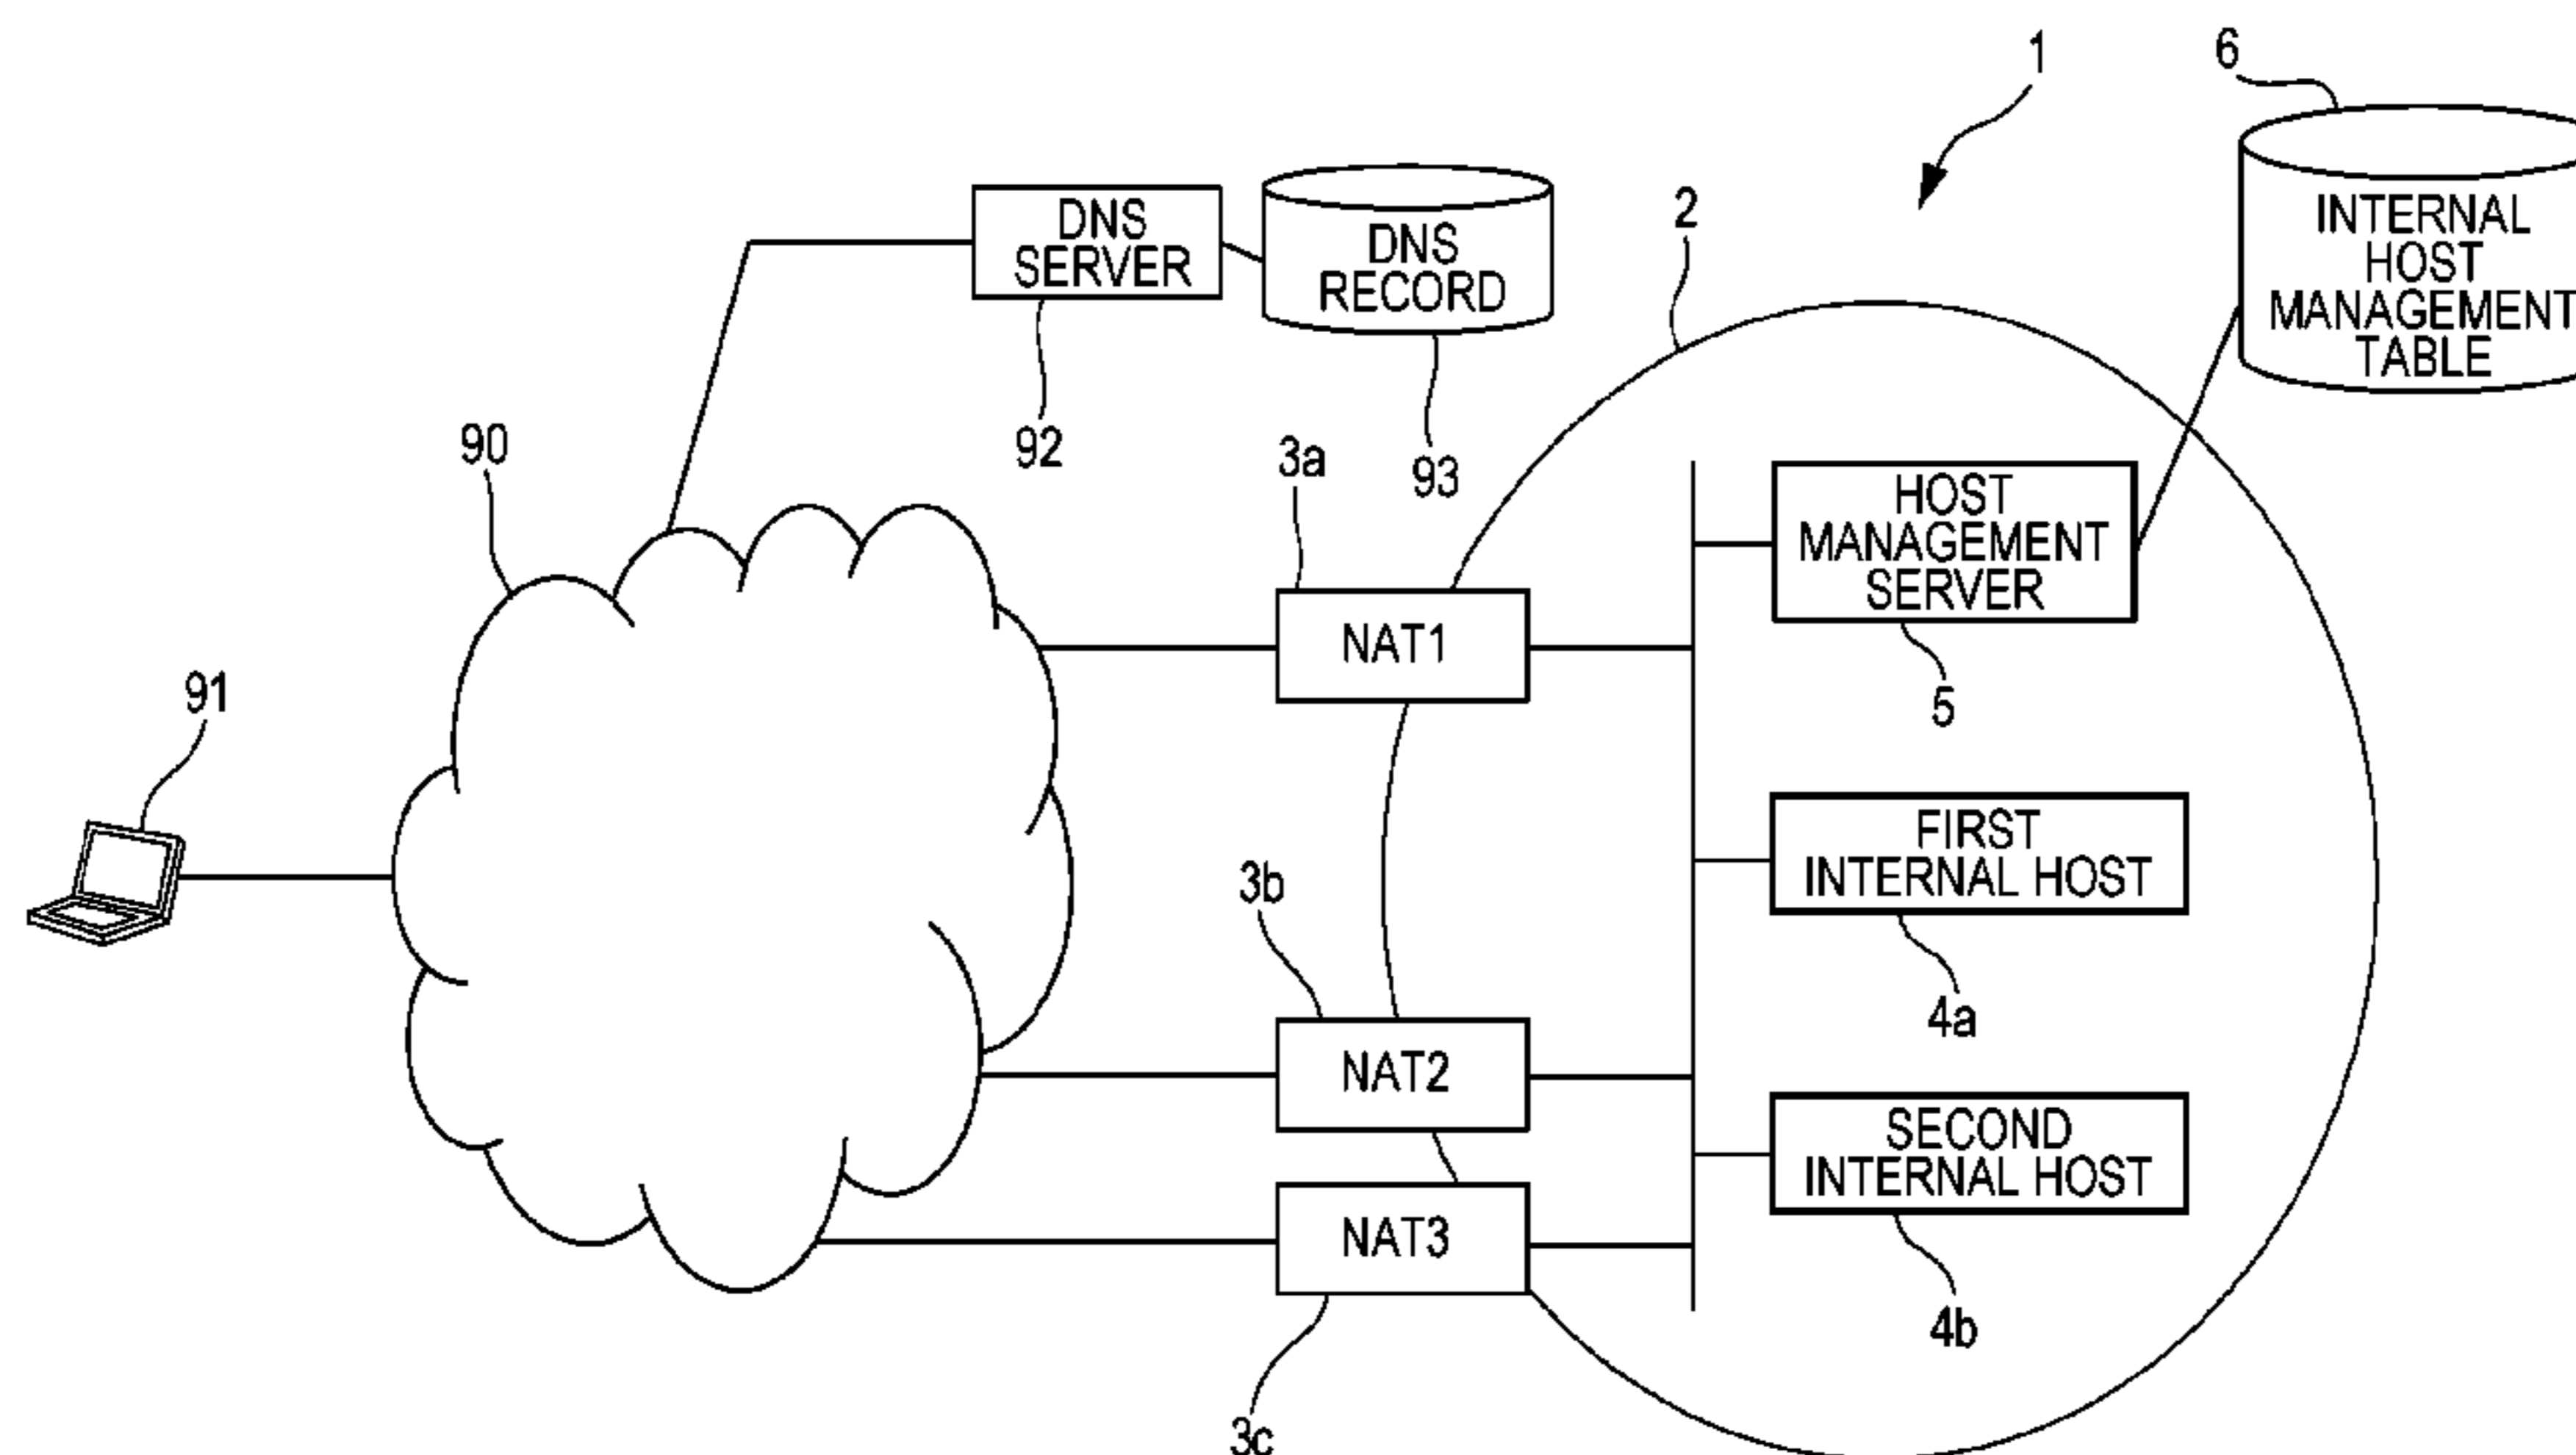 1
6
2
DNS
SERVER
DNS
RECORD
INTERNAL
HOST
MANAGEMENT
TABLE
92
93
90
3a
HOST
MANAGEMENT
SERVER
NAT1
5
91
FIRST
INTERNAL HOST
4a
3b
NAT2
SECOND
INTERNAL HOST
NAT3
4b
3c